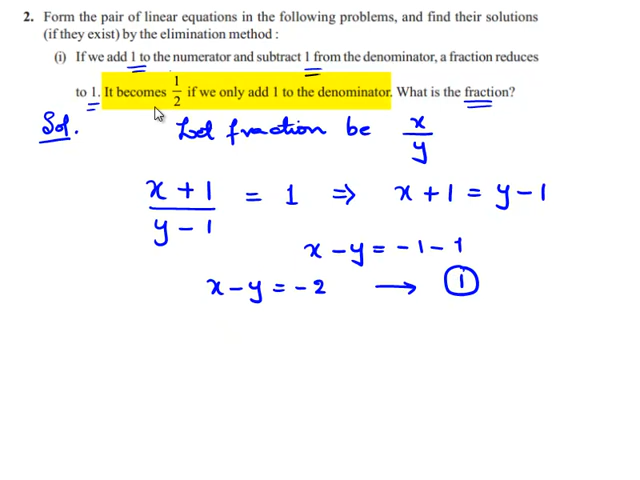 2. Form the pair of linear equations in the following problems, and find their solutions
(if they exist) by the elimination method :
(i) If we add 1 to the numerator and subtract 1 from the denominator, a fraction reduces
to 1. It becomes 1/2 if we only add 1 to the denominator. What is the fraction?
Sol. Let fraction be x/y
(x + 1)/(y - 1) = 1 ⇒ x + 1 = y - 1
x - y = -1 - 1
x - y = -2 → ①